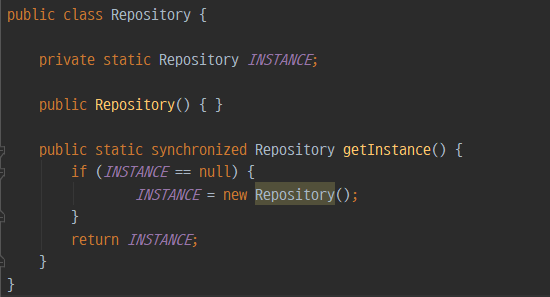 public class Repository {
private static Repository INSTANCE;
public Repository() { }
public static synchronized Repository getInstance() {
if (INSTANCE == null) {
INSTANCE = new Repository();
}
return INSTANCE;
}
}